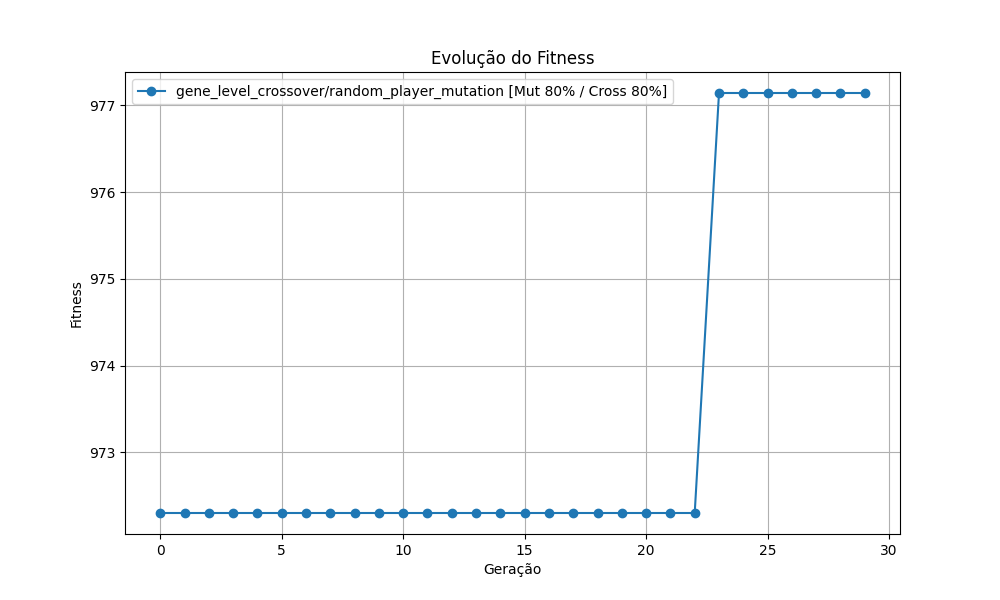 Evolução do Fitness
gene_level_crossover/random_player_mutation [Mut 80% / Cross 80%]
977
976
975
974
973
Fitness
0 5 10 15 20 25 30
Geração